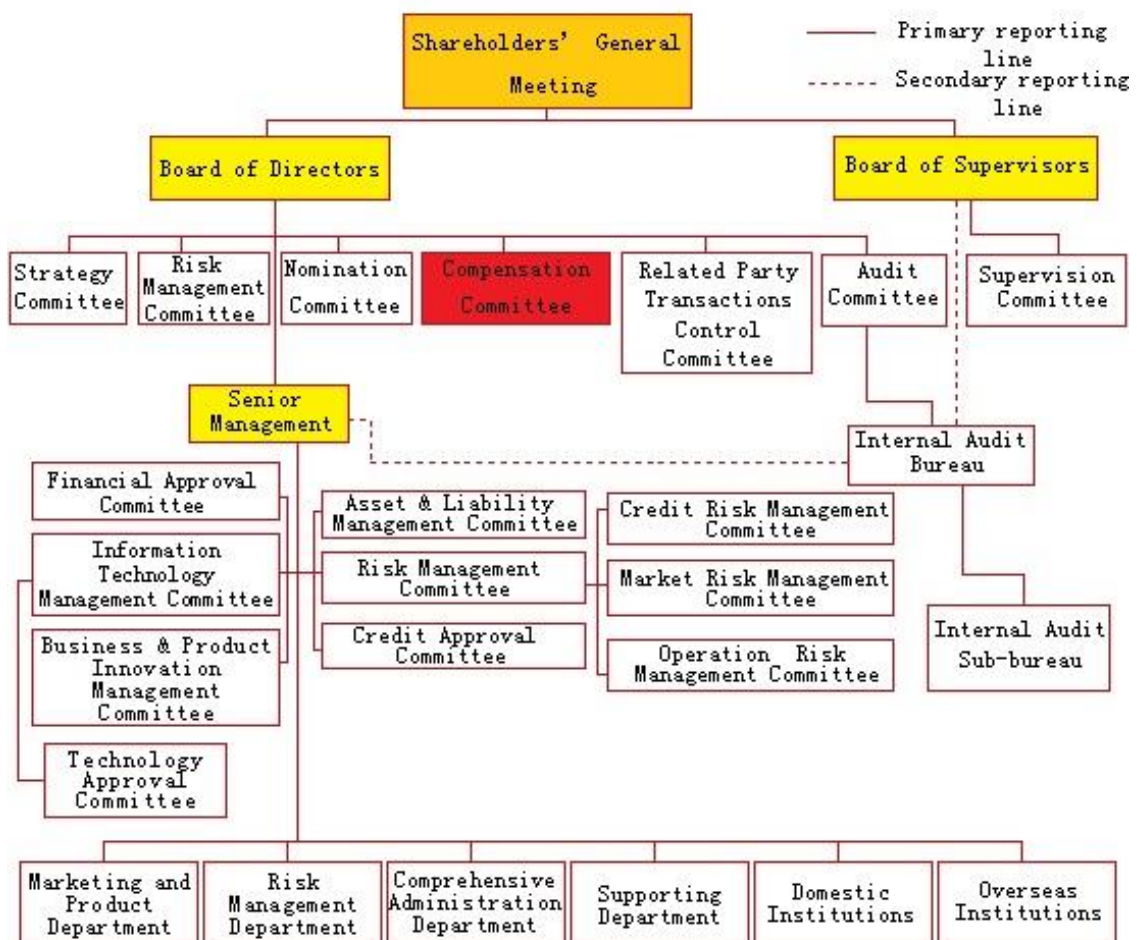 Shareholders' General
Meeting
Primary reporting
line
Secondary reporting
line
Board of Directors
Board of Supervisors
Strategy
Committee
Risk
Management
Committee
Nomination
Committee
Compensation
Committee
Related Party
Transactions
Control
Committee
Audit
Committee
Supervision
Committee
Senior
Management
Internal Audit
Bureau
Financial Approval
Committee
Information
Technology
Management Committee
Business & Product
Innovation
Management
Committee
Technology
Approval
Committee
Asset & Liability
Management Committee
Risk Management
Committee
Credit Approval
Committee
Credit Risk Management
Committee
Market Risk Management
Committee
Operation Risk
Management Committee
Internal Audit
Sub-bureau
Marketing and
Product
Department
Risk
Management
Department
Comprehensive
Administration
Department
Supporting
Department
Domestic
Institutions
Overseas
Institutions